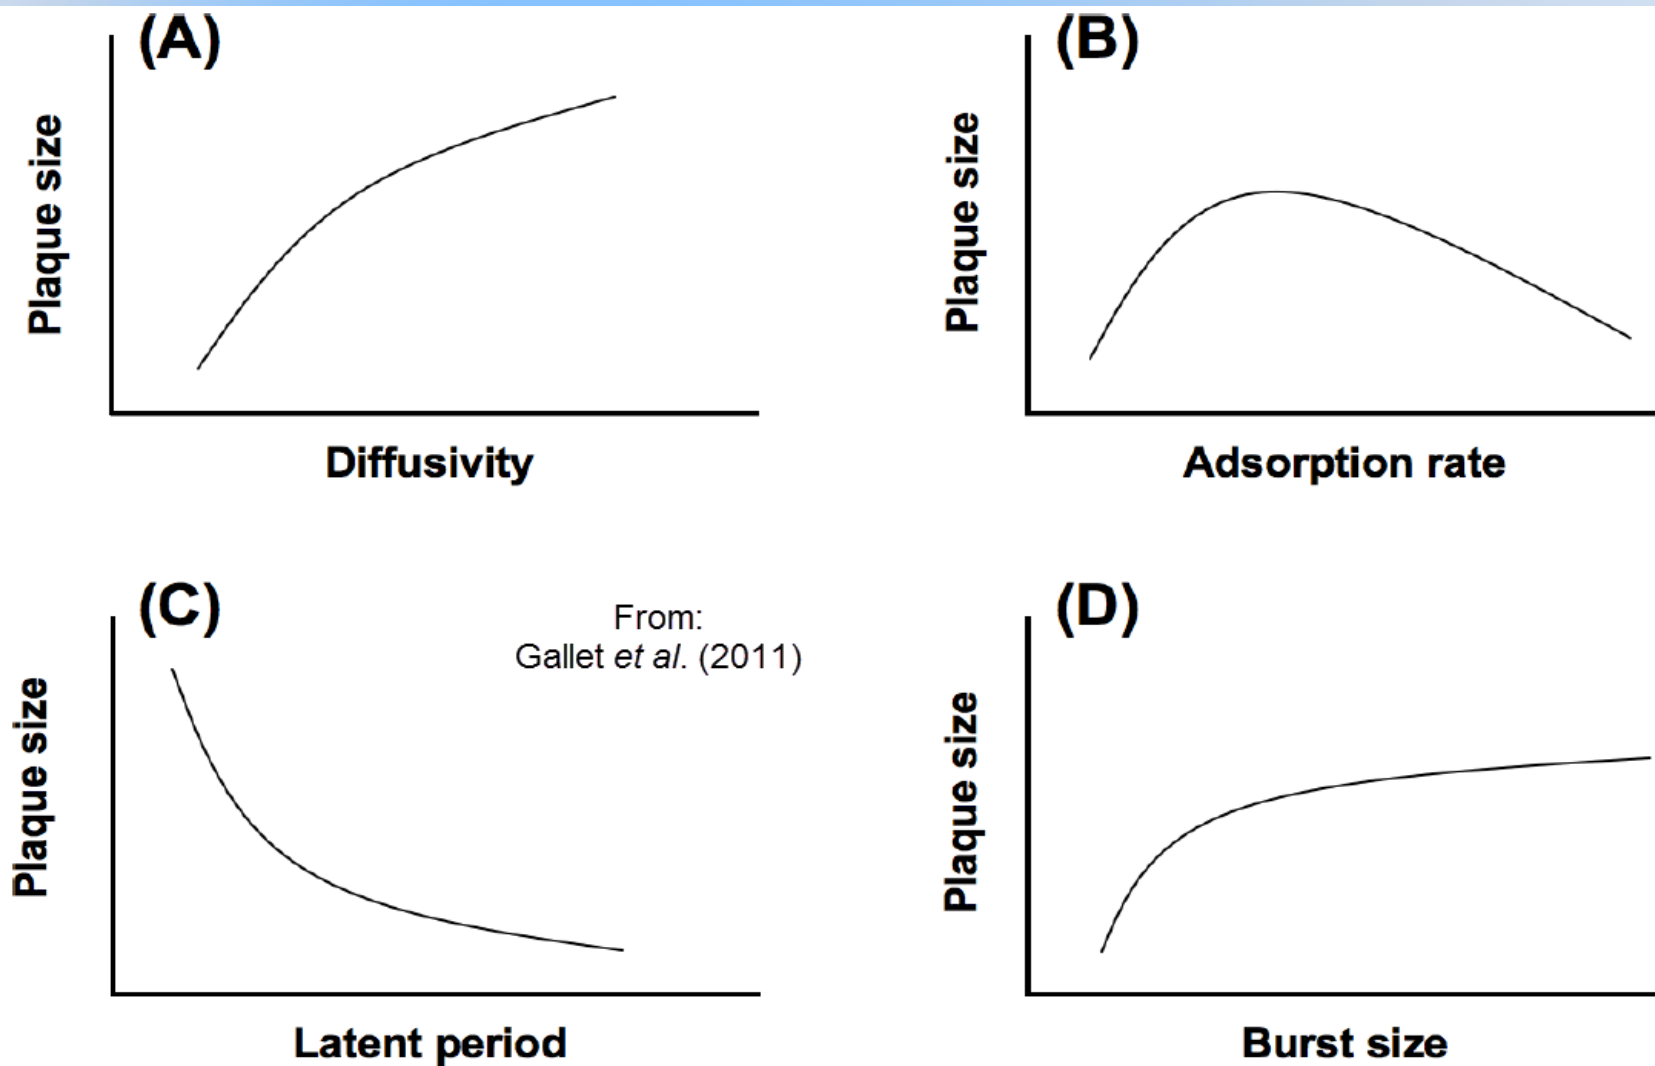 (A)
Plaque size
Diffusivity
(B)
Plaque size
Adsorption rate
(C)
From:
Gallet et al. (2011)
Plaque size
Latent period
(D)
Plaque size
Burst size